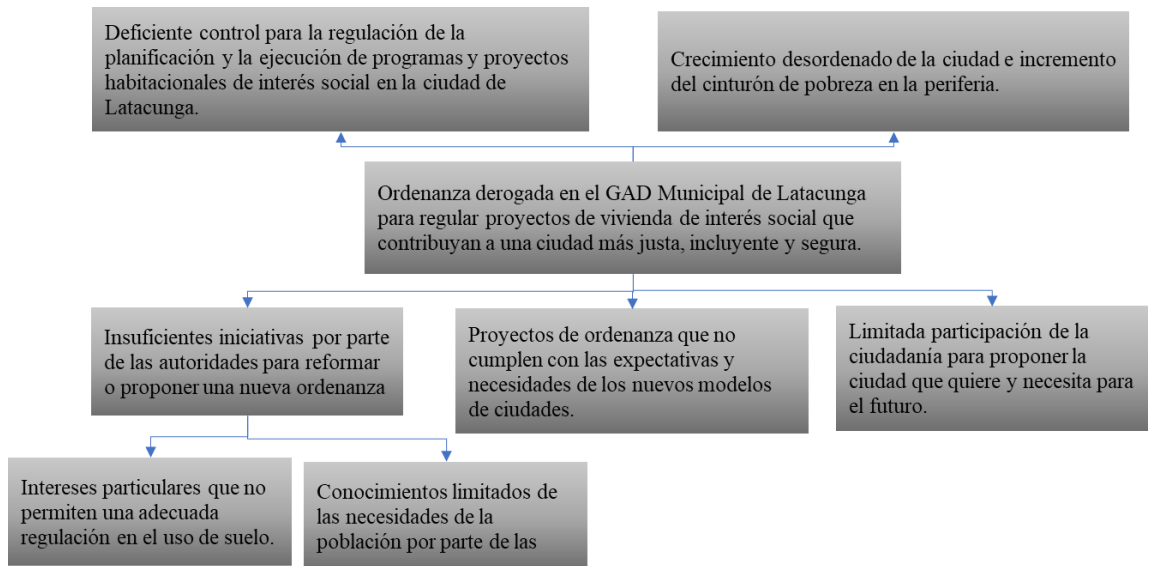 Deficiente control para la regulación de la
planificación y la ejecución de programas y proyectos
habitacionales de interés social en la ciudad de
Latacunga.
Crecimiento desordenado de la ciudad e incremento
del cinturón de pobreza en la periferia.
Ordenanza derogada en el GAD Municipal de Latacunga
para regular proyectos de vivienda de interés social que
contribuyan a una ciudad más justa, incluyente y segura.
Insuficientes iniciativas por parte
de las autoridades para reformar
o proponer una nueva ordenanza
Proyectos de ordenanza que no
cumplen con las expectativas y
necesidades de los nuevos modelos
de ciudades.
Limitada participación de la
ciudadanía para proponer la
ciudad que quiere y necesita para
el futuro.
Intereses particulares que no
permiten una adecuada
regulación en el uso de suelo.
Conocimientos limitados de
las necesidades de la
población por parte de las